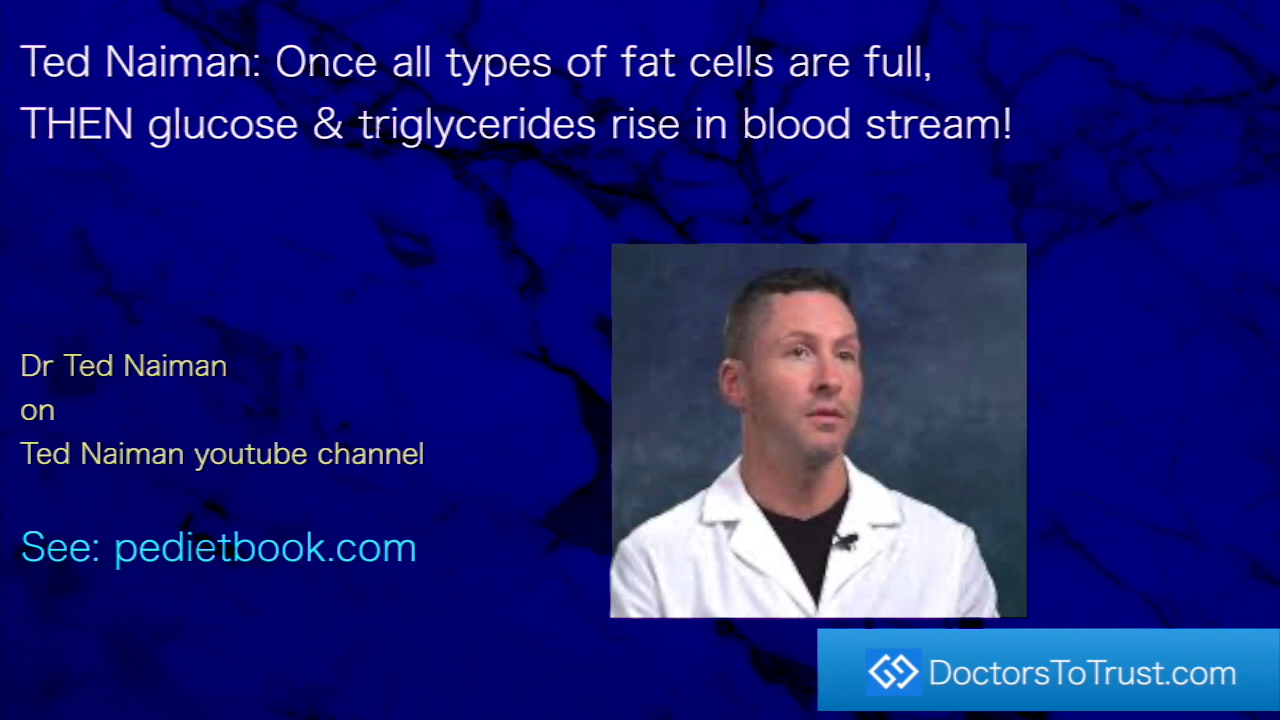 Ted Naiman: Once all types of fat cells are full,
THEN glucose & triglycerides rise in blood stream!
Dr Ted Naiman
on
Ted Naiman youtube channel
See: pedietbook.com
DoctorsToTrust.com